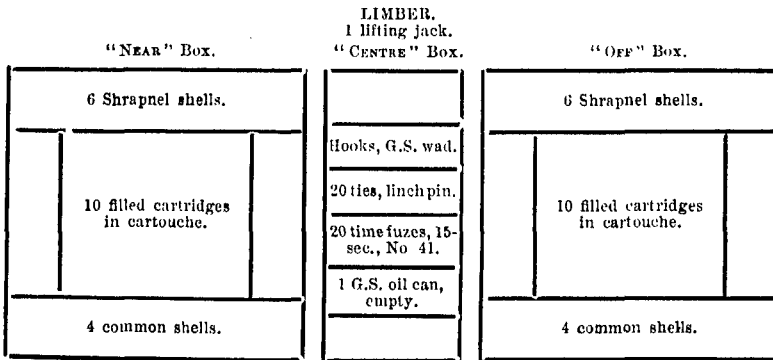 LIMBER.
1 lifting jack.
"NEAR" Box.
"CENTRE" Box.
"OFF" Box.
6 Shrapnel shells.
6 Shrapnel shells.
Hooks, G.S. wad.
20 ties, linch pin.
10 filled cartridges
in cartouche.
20 time fuzes, 15-
sec., No 41.
10 filled cartridges
in cartouche.
1 G.S. oil can,
empty.
4 common shells.
4 common shells.